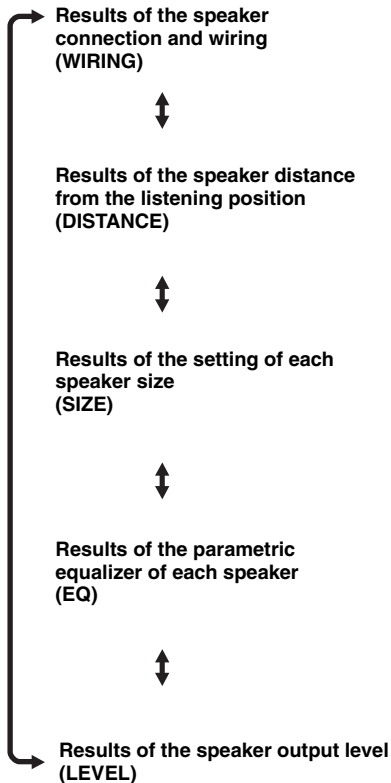 Results of the speaker
connection and wiring
(WIRING)
Results of the speaker distance
from the listening position
(DISTANCE)
Results of the setting of each
speaker size
(SIZE)
Results of the parametric
equalizer of each speaker
(EQ)
Results of the speaker output level
(LEVEL)